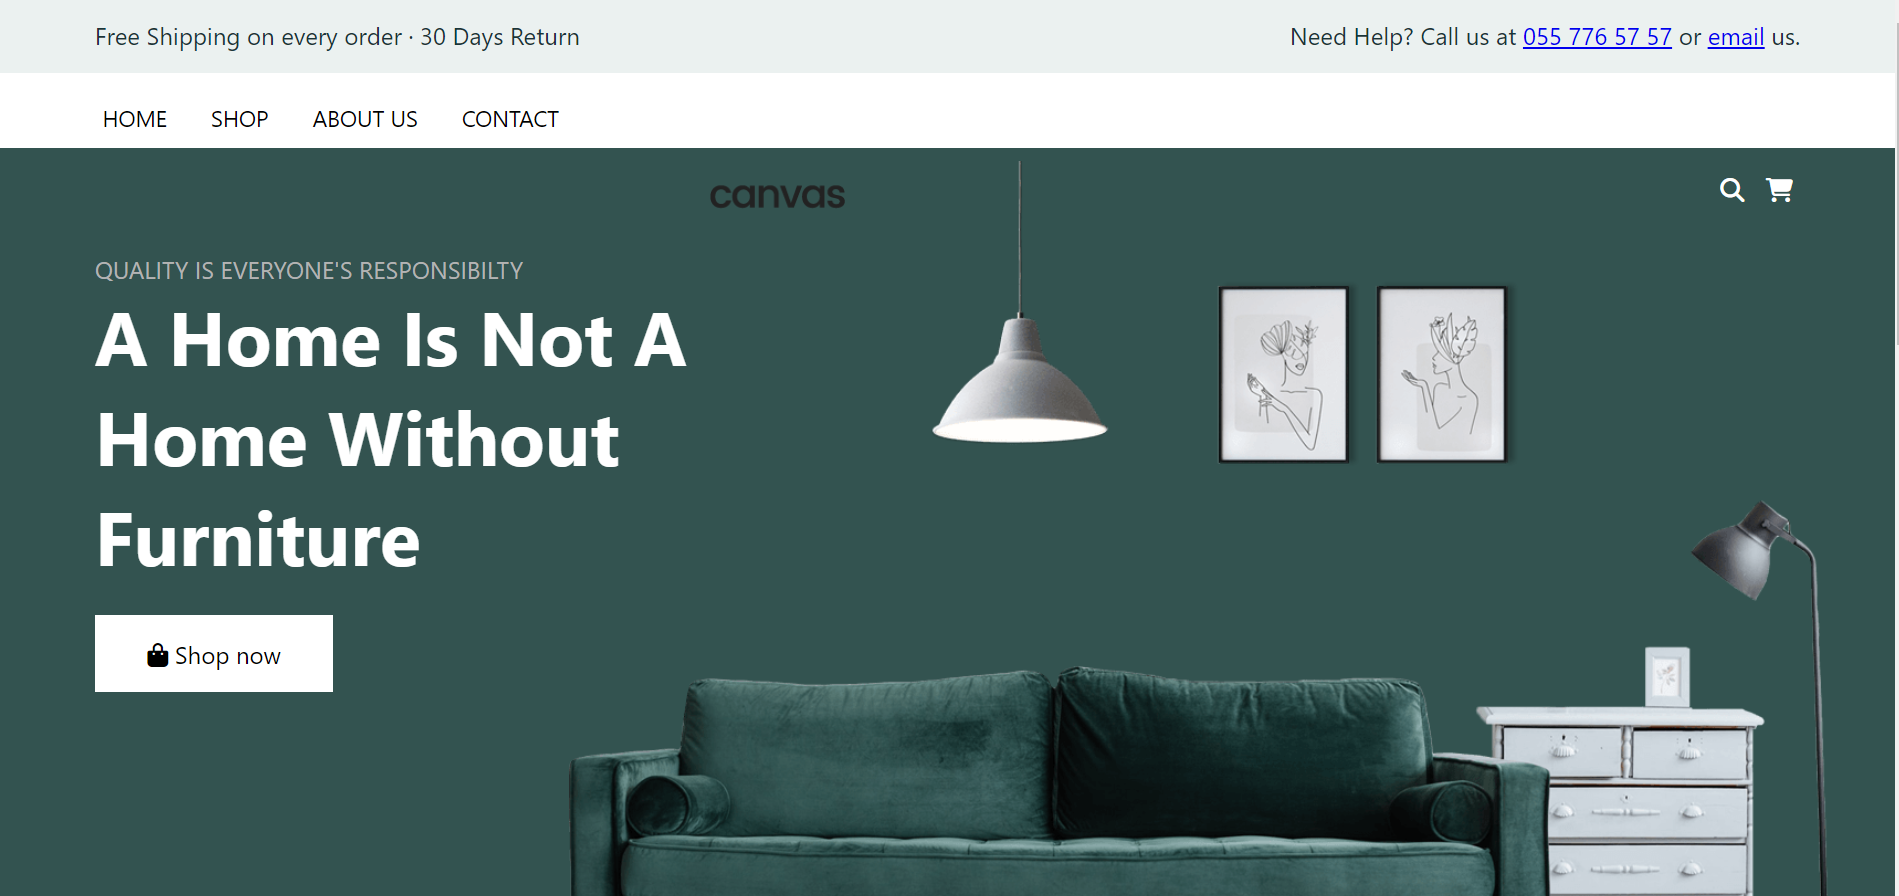 Free Shipping on every order · 30 Days Return
Need Help? Call us at 055 776 57 57 or email us.
HOME SHOP ABOUT US CONTACT
canvas
QUALITY IS EVERYONE'S RESPONSIBILTY
A Home Is Not A
Home Without
Furniture
Shop now